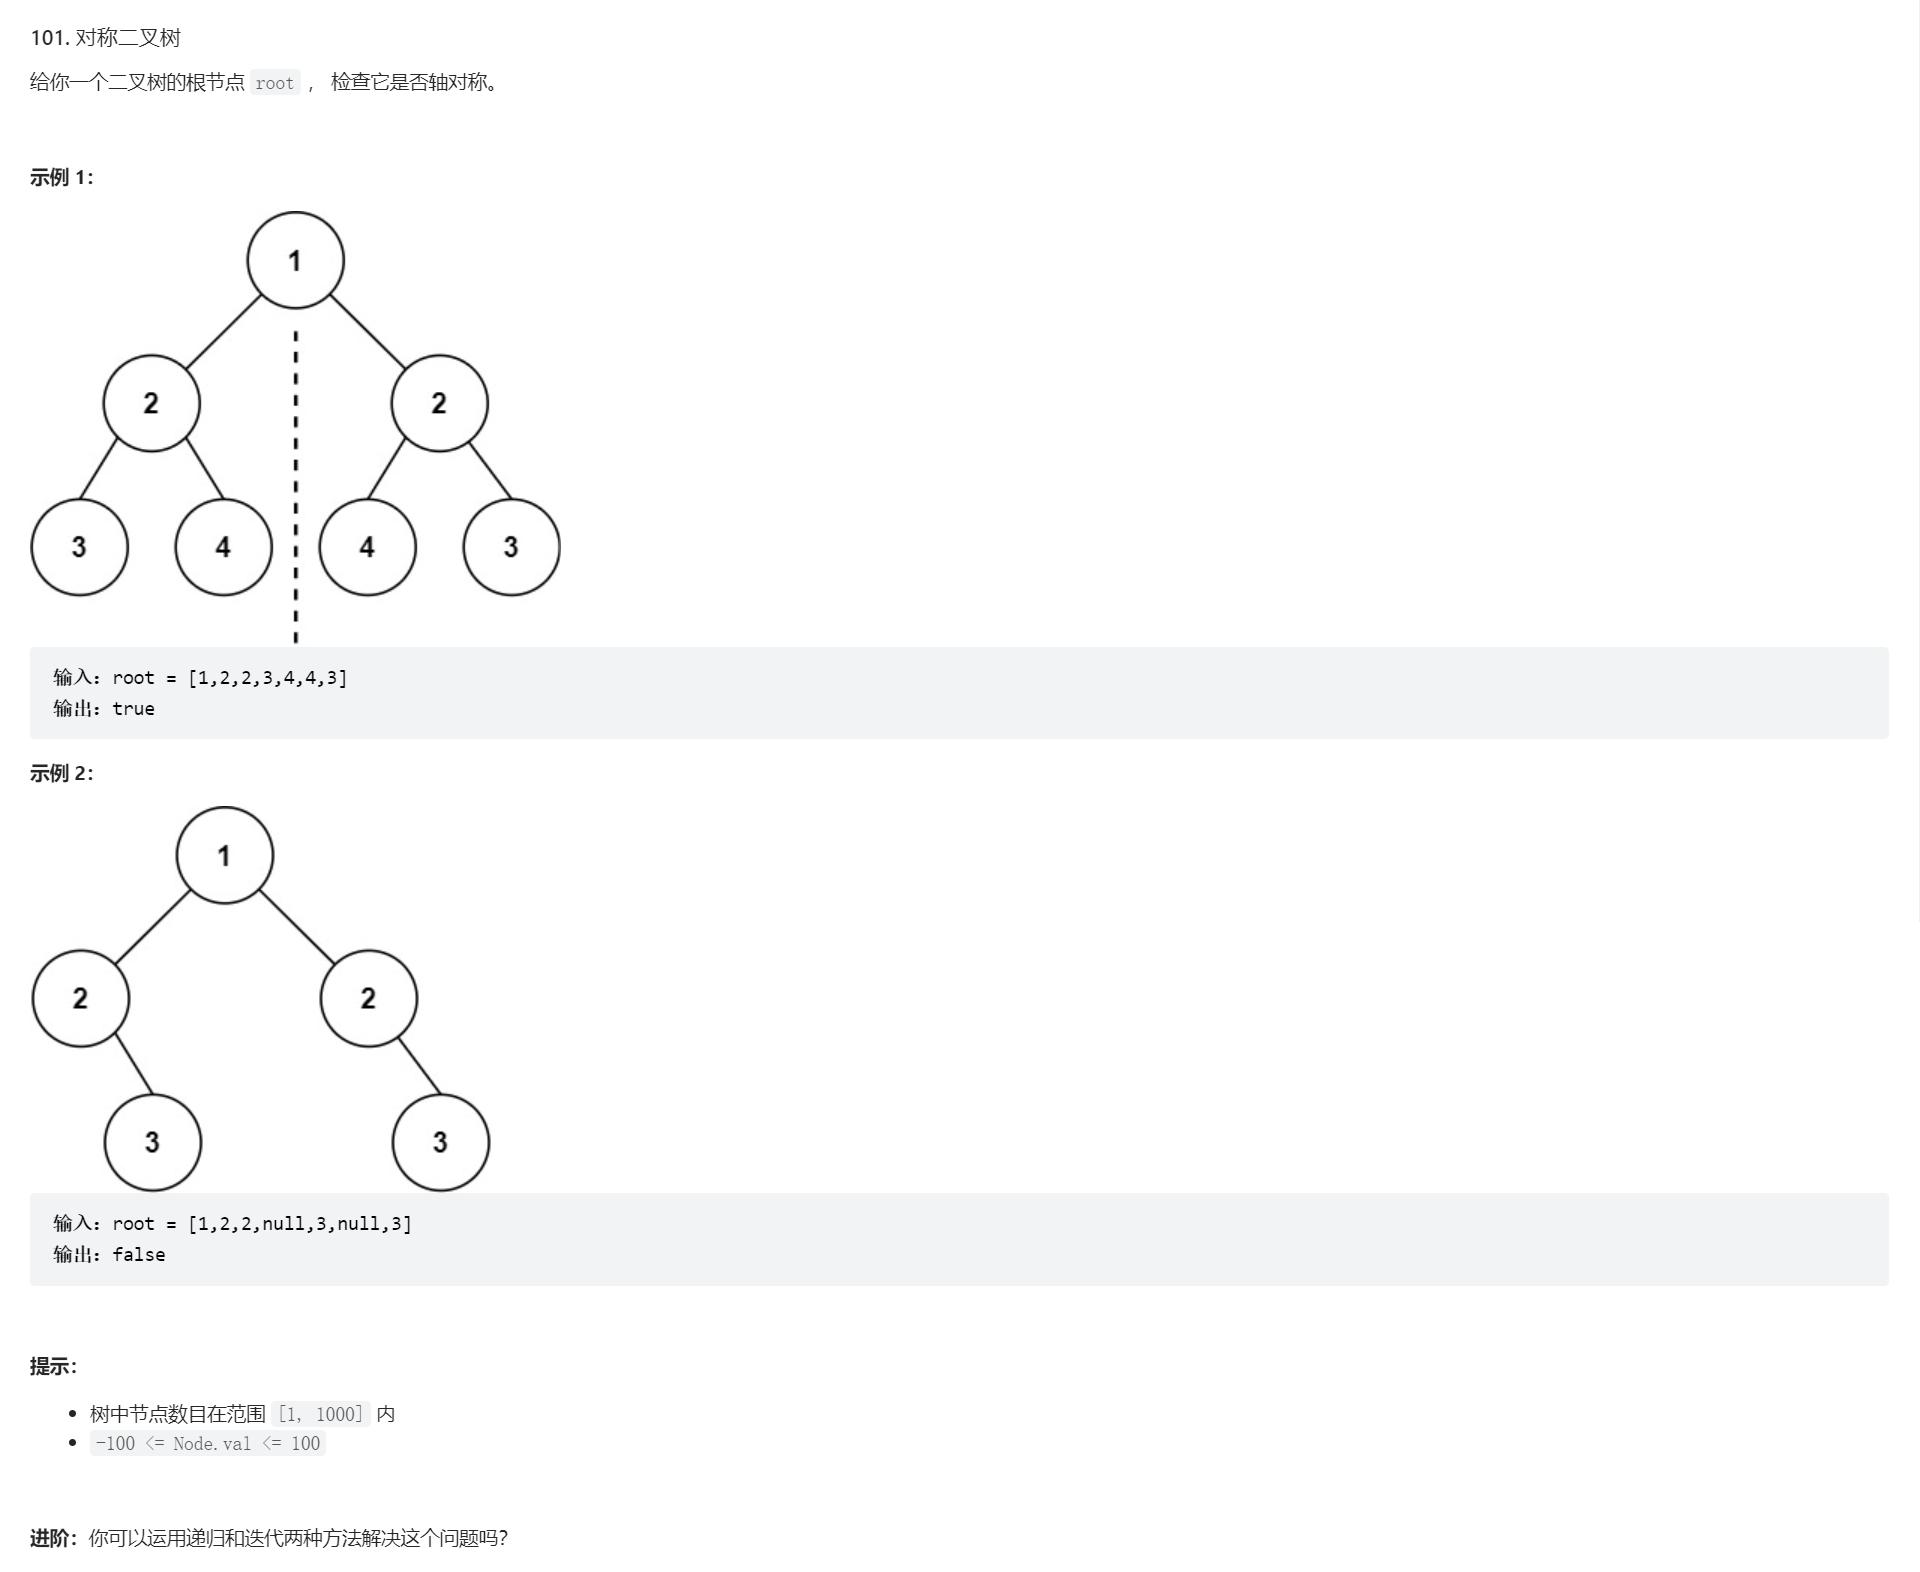 101. 对称二叉树
给你一个二叉树的根节点 root ， 检查它是否轴对称。
示例 1：
1
2 2
3 4 4 3
输入：root = [1,2,2,3,4,4,3]
输出：true
示例 2：
1
2 2
3 3
输入：root = [1,2,2,null,3,null,3]
输出：false
提示：
• 树中节点数目在范围 [1, 1000] 内
• -100 <= Node.val <= 100
进阶：你可以运用递归和迭代两种方法解决这个问题吗？